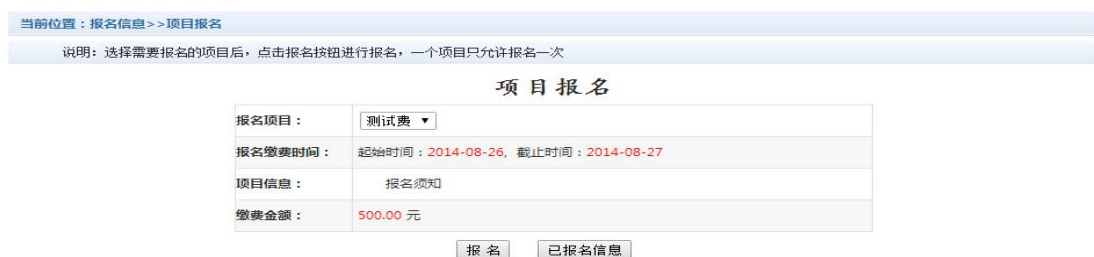 当前位置：报名信息>>项目报名
说明：选择需要报名的项目后，点击报名按钮进行报名，一个项目只允许报名一次
项目报名
报名项目： 测试费 ▼
报名缴费时间： 起始时间：2014-08-26, 截止时间：2014-08-27
项目信息： 报名须知
缴费金额： 500.00 元
报 名 已报名信息